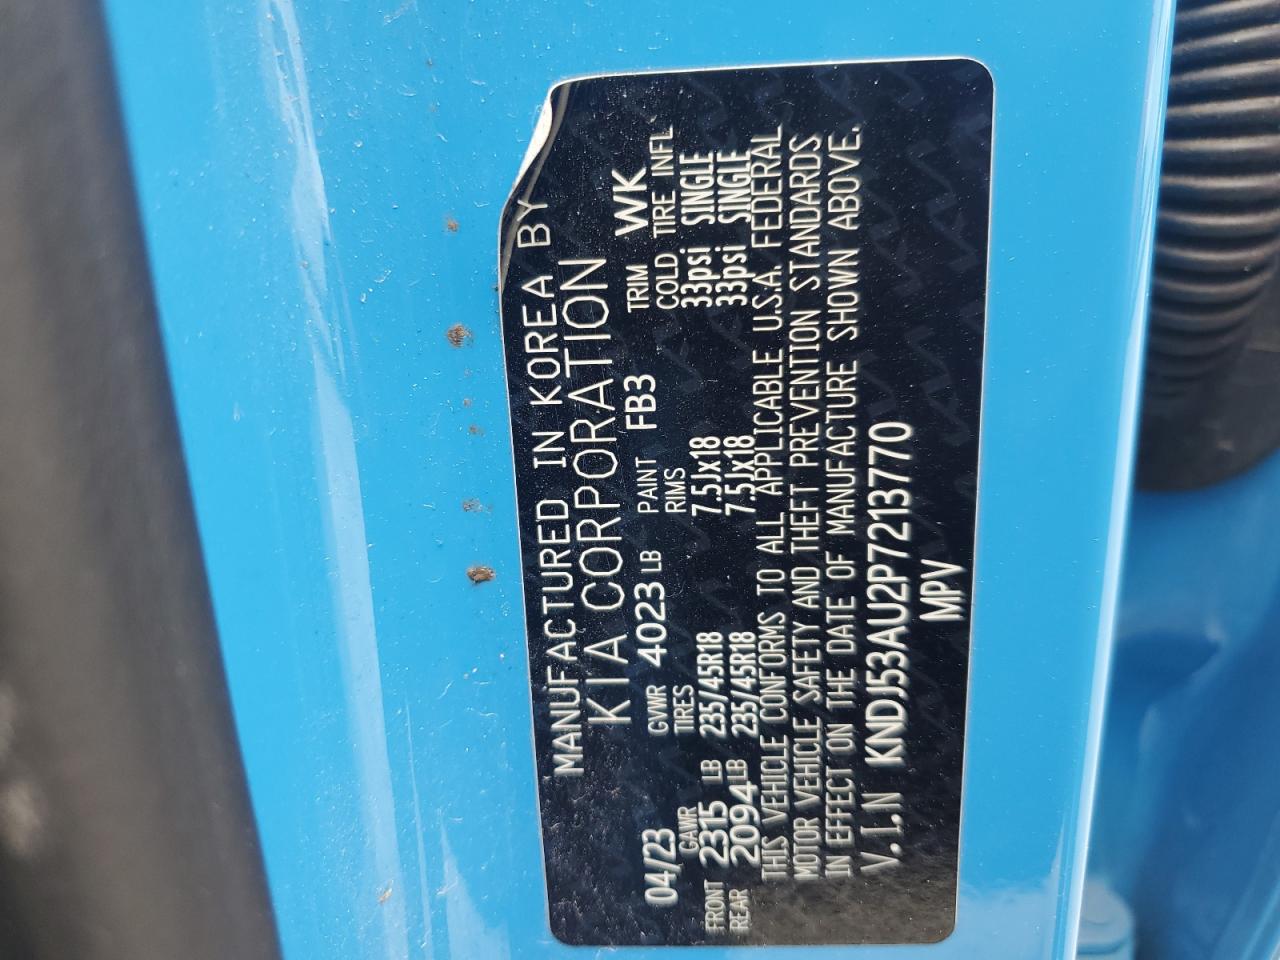 MANUFACTURED IN KOREA BY
KIA CORPORATION
04/23 GVWR 4023 LB PAINT FB3 TRIM WK
GAWR TIRES RIMS COLD TIRE INFL.
FRONT 2315 LB 235/45R18 7.5Jx18 33psi SINGLE
REAR 2094 LB 235/45R18 7.5Jx18 33psi SINGLE
THIS VEHICLE CONFORMS TO ALL APPLICABLE U.S.A. FEDERAL
MOTOR VEHICLE SAFETY AND THEFT PREVENTION STANDARDS
IN EFFECT ON THE DATE OF MANUFACTURE SHOWN ABOVE.
V.I.N KNDJ53AU2P7213770
MPV